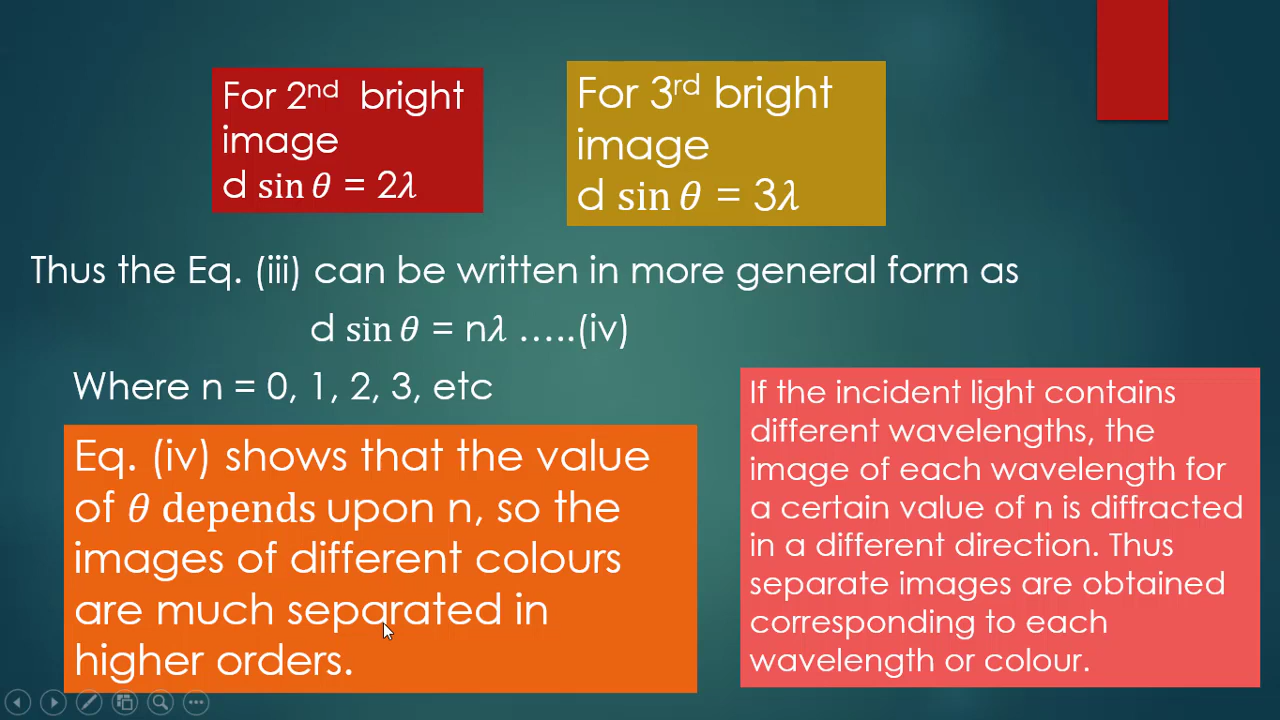 For 2nd bright
image
d sin θ = 2λ
For 3rd bright
image
d sin θ = 3λ
Thus the Eq. (iii) can be written in more general form as
d sin θ = nλ …..(iv)
Where n = 0, 1, 2, 3, etc
Eq. (iv) shows that the value
of θ depends upon n, so the
images of different colours
are much separated in
higher orders.
If the incident light contains
different wavelengths, the
image of each wavelength for
a certain value of n is diffracted
in a different direction. Thus
separate images are obtained
corresponding to each
wavelength or colour.